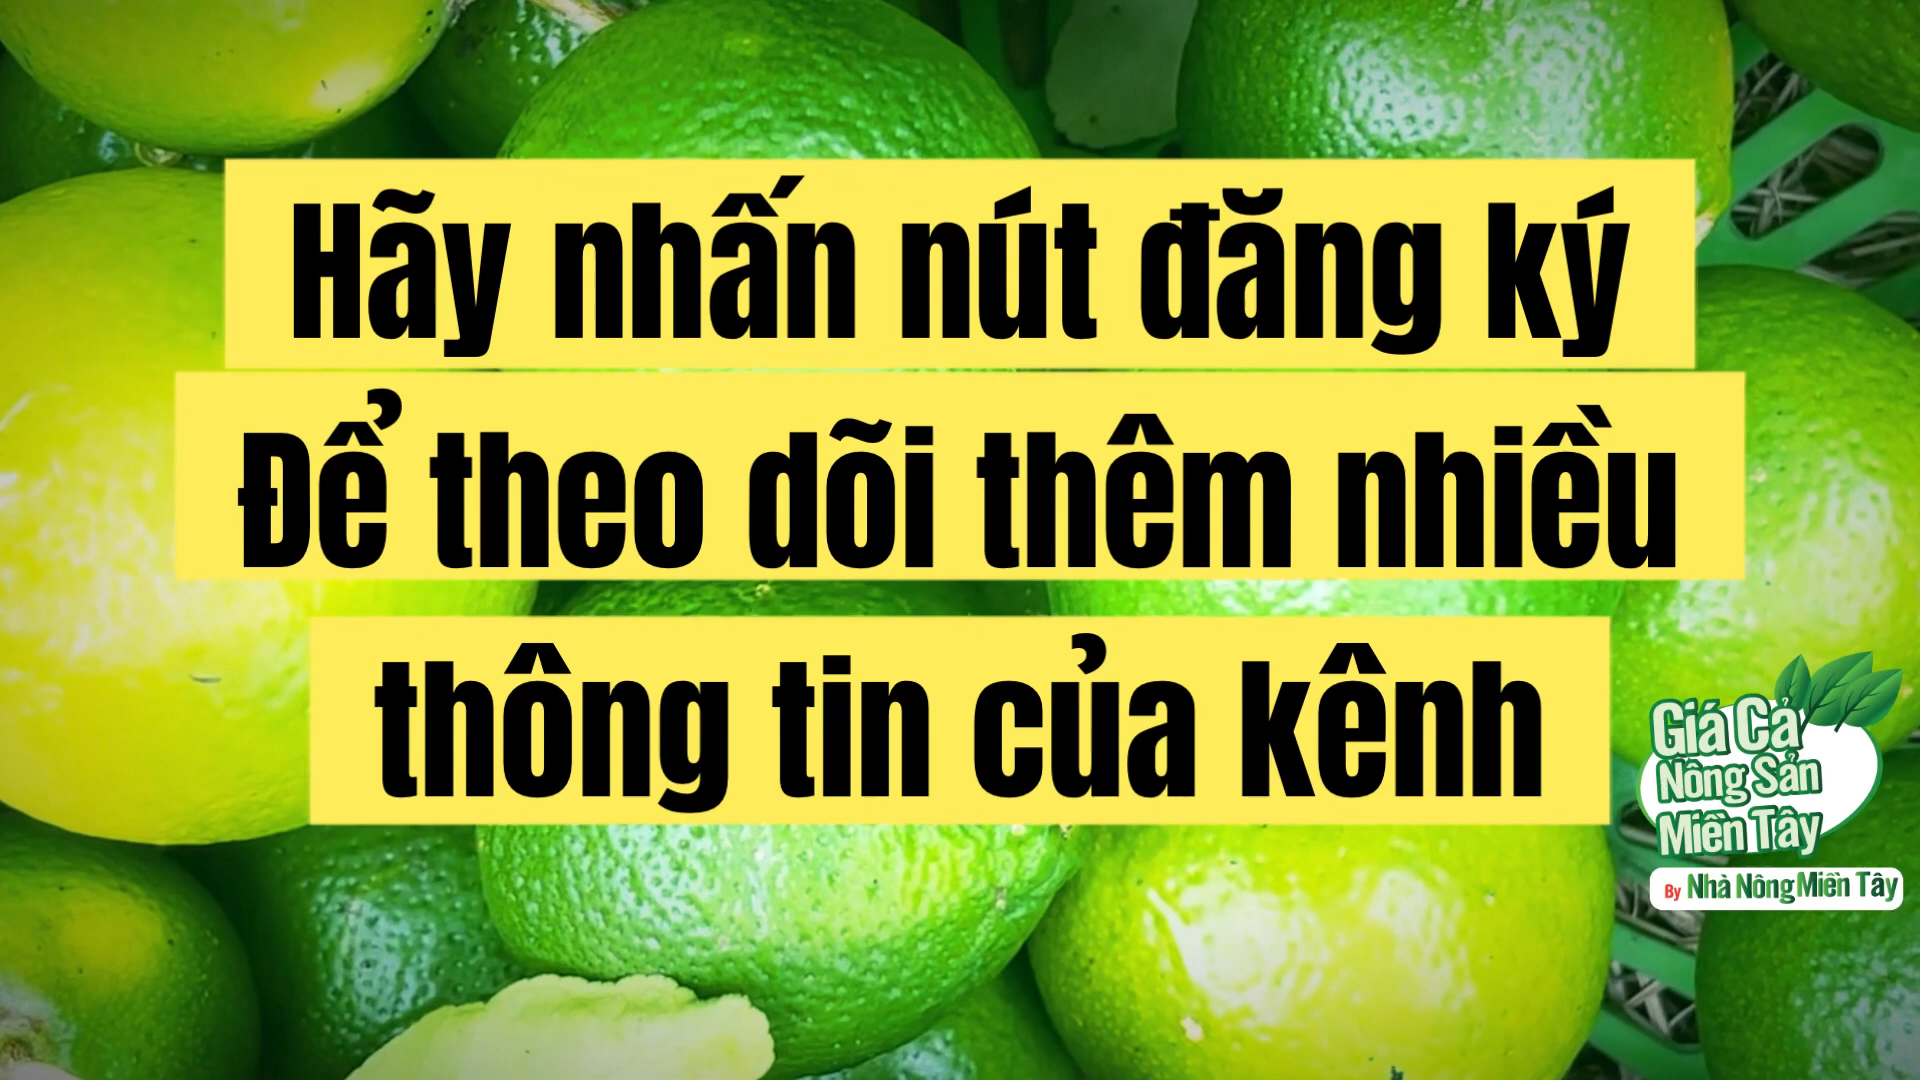 Hãy nhấn nút đăng ký
Để theo dõi thêm nhiều
thông tin của kênh
Giá Cả
Nông Sản
Miền Tây
By Nhà Nông Miền Tây